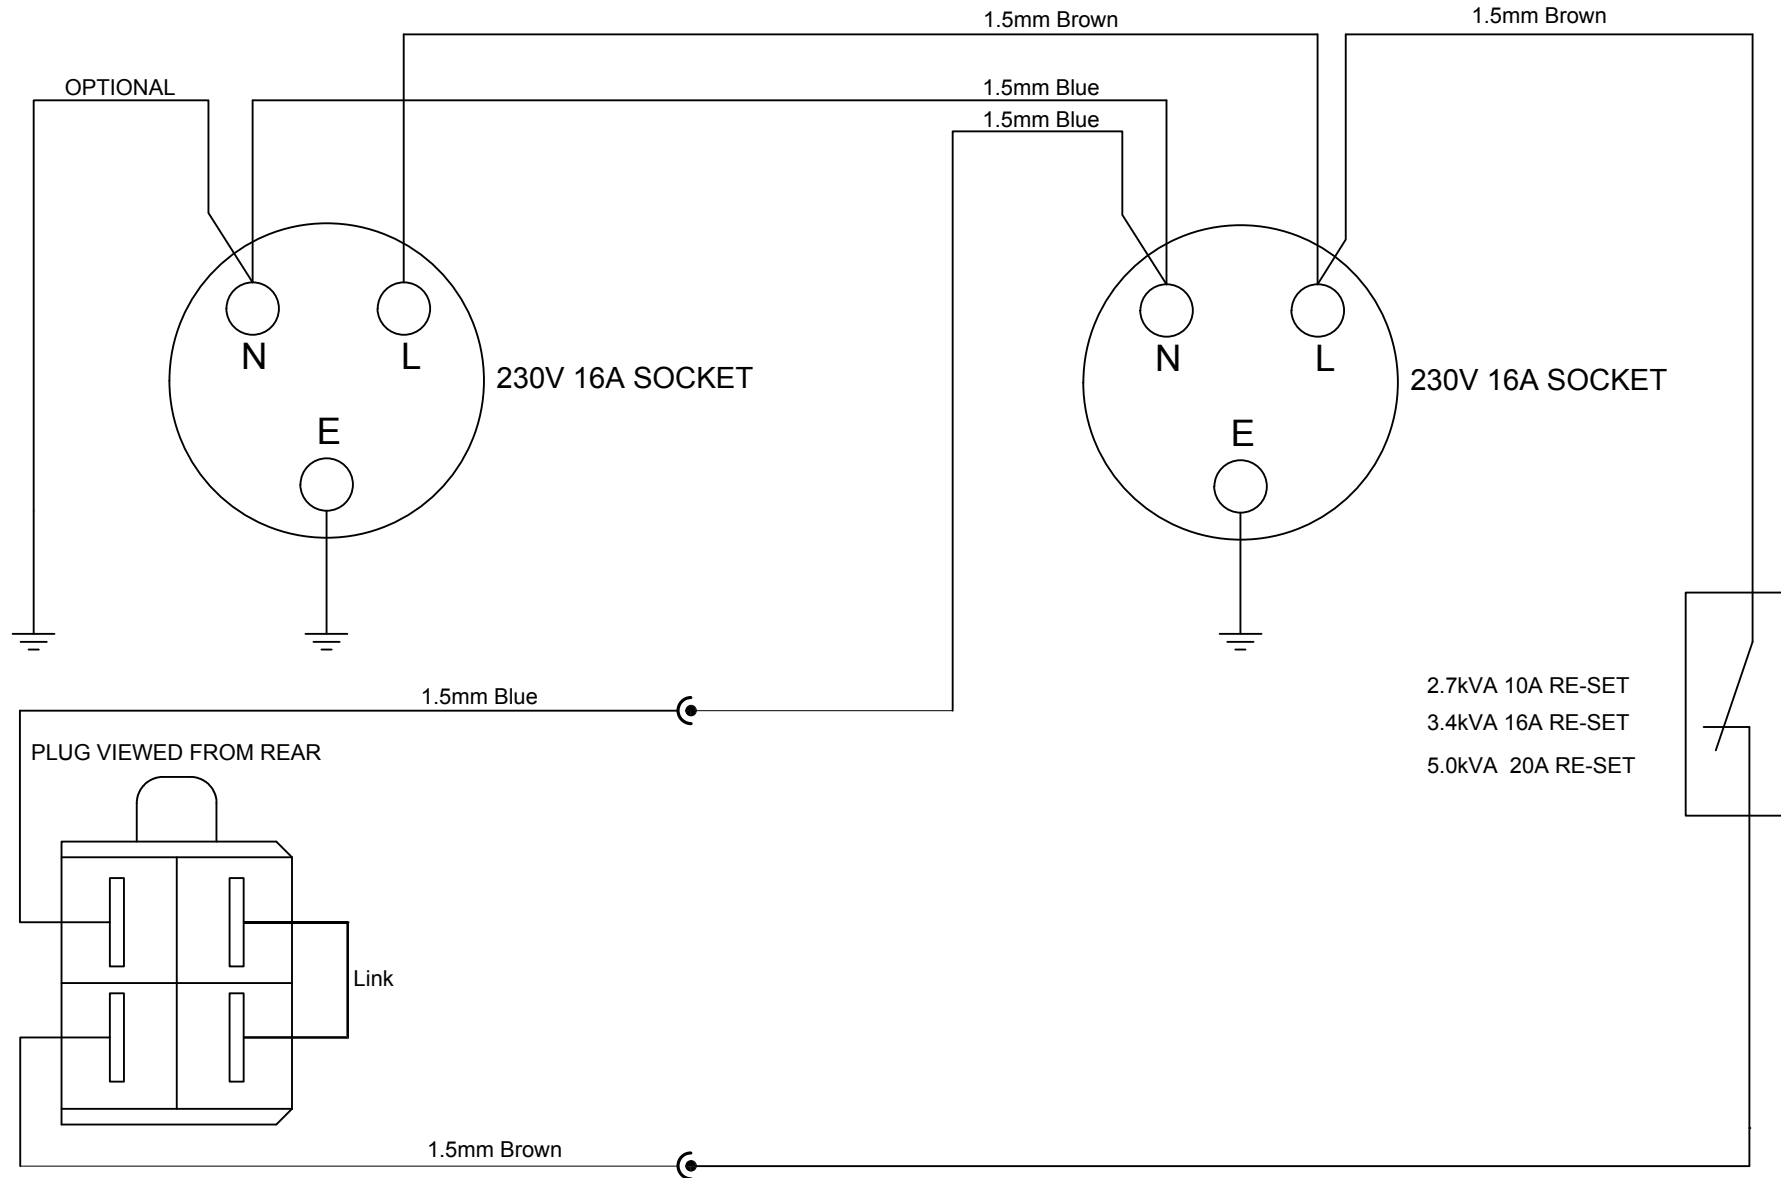 1.5mm Brown
1.5mm Brown
OPTIONAL
1.5mm Blue
1.5mm Blue
N
L
230V 16A SOCKET
E
N
L
230V 16A SOCKET
E
1.5mm Blue
2.7kVA 10A RE-SET
3.4kVA 16A RE-SET
5.0kVA 20A RE-SET
PLUG VIEWED FROM REAR
Link
1.5mm Brown